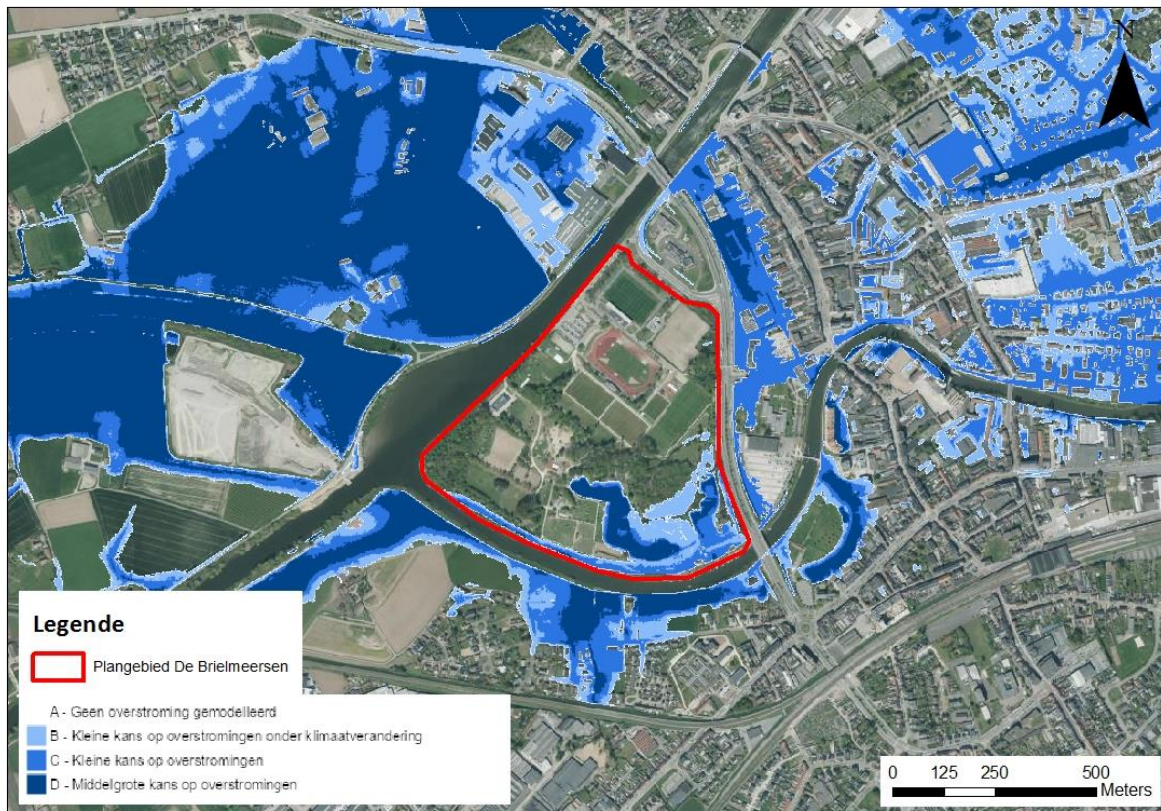 N
Legende
Plangebied De Brielmeersen
A - Geen overstroming gemodelleerd
B - Kleine kans op overstromingen onder klimaatverandering
C - Kleine kans op overstromingen
D - Middelgrote kans op overstromingen
0 125 250 500
Meters